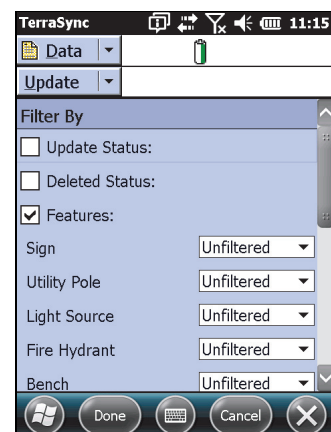 TerraSync 11:15
Data
Update
Filter By
Update Status:
Deleted Status:
Features:
Sign Unfiltered
Utility Pole Unfiltered
Light Source Unfiltered
Fire Hydrant Unfiltered
Bench Unfiltered
Done Cancel